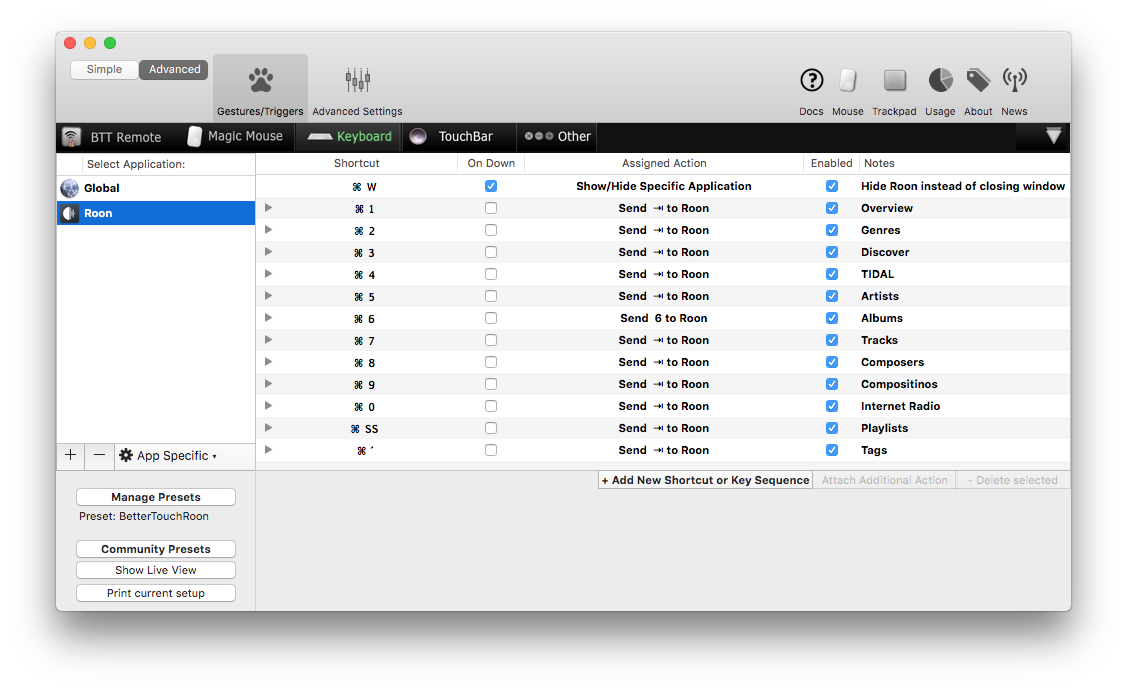 Simple Advanced
Gestures/Triggers Advanced Settings Docs Mouse Trackpad Usage About News
BTT Remote Magic Mouse Keyboard TouchBar Other
Select Application: Shortcut On Down Assigned Action Enabled Notes
Global
Roon
⌘ W Show/Hide Specific Application Hide Roon instead of closing window
⌘ 1 Send ⇥ to Roon Overview
⌘ 2 Send ⇥ to Roon Genres
⌘ 3 Send ⇥ to Roon Discover
⌘ 4 Send ⇥ to Roon TIDAL
⌘ 5 Send ⇥ to Roon Artists
⌘ 6 Send 6 to Roon Albums
⌘ 7 Send ⇥ to Roon Tracks
⌘ 8 Send ⇥ to Roon Composers
⌘ 9 Send ⇥ to Roon Compositinos
⌘ 0 Send ⇥ to Roon Internet Radio
⌘ SS Send ⇥ to Roon Playlists
⌘ ´ Send ⇥ to Roon Tags
+ − App Specific ▾
+ Add New Shortcut or Key Sequence Attach Additional Action - Delete selected
Manage Presets
Preset: BetterTouchRoon
Community Presets
Show Live View
Print current setup